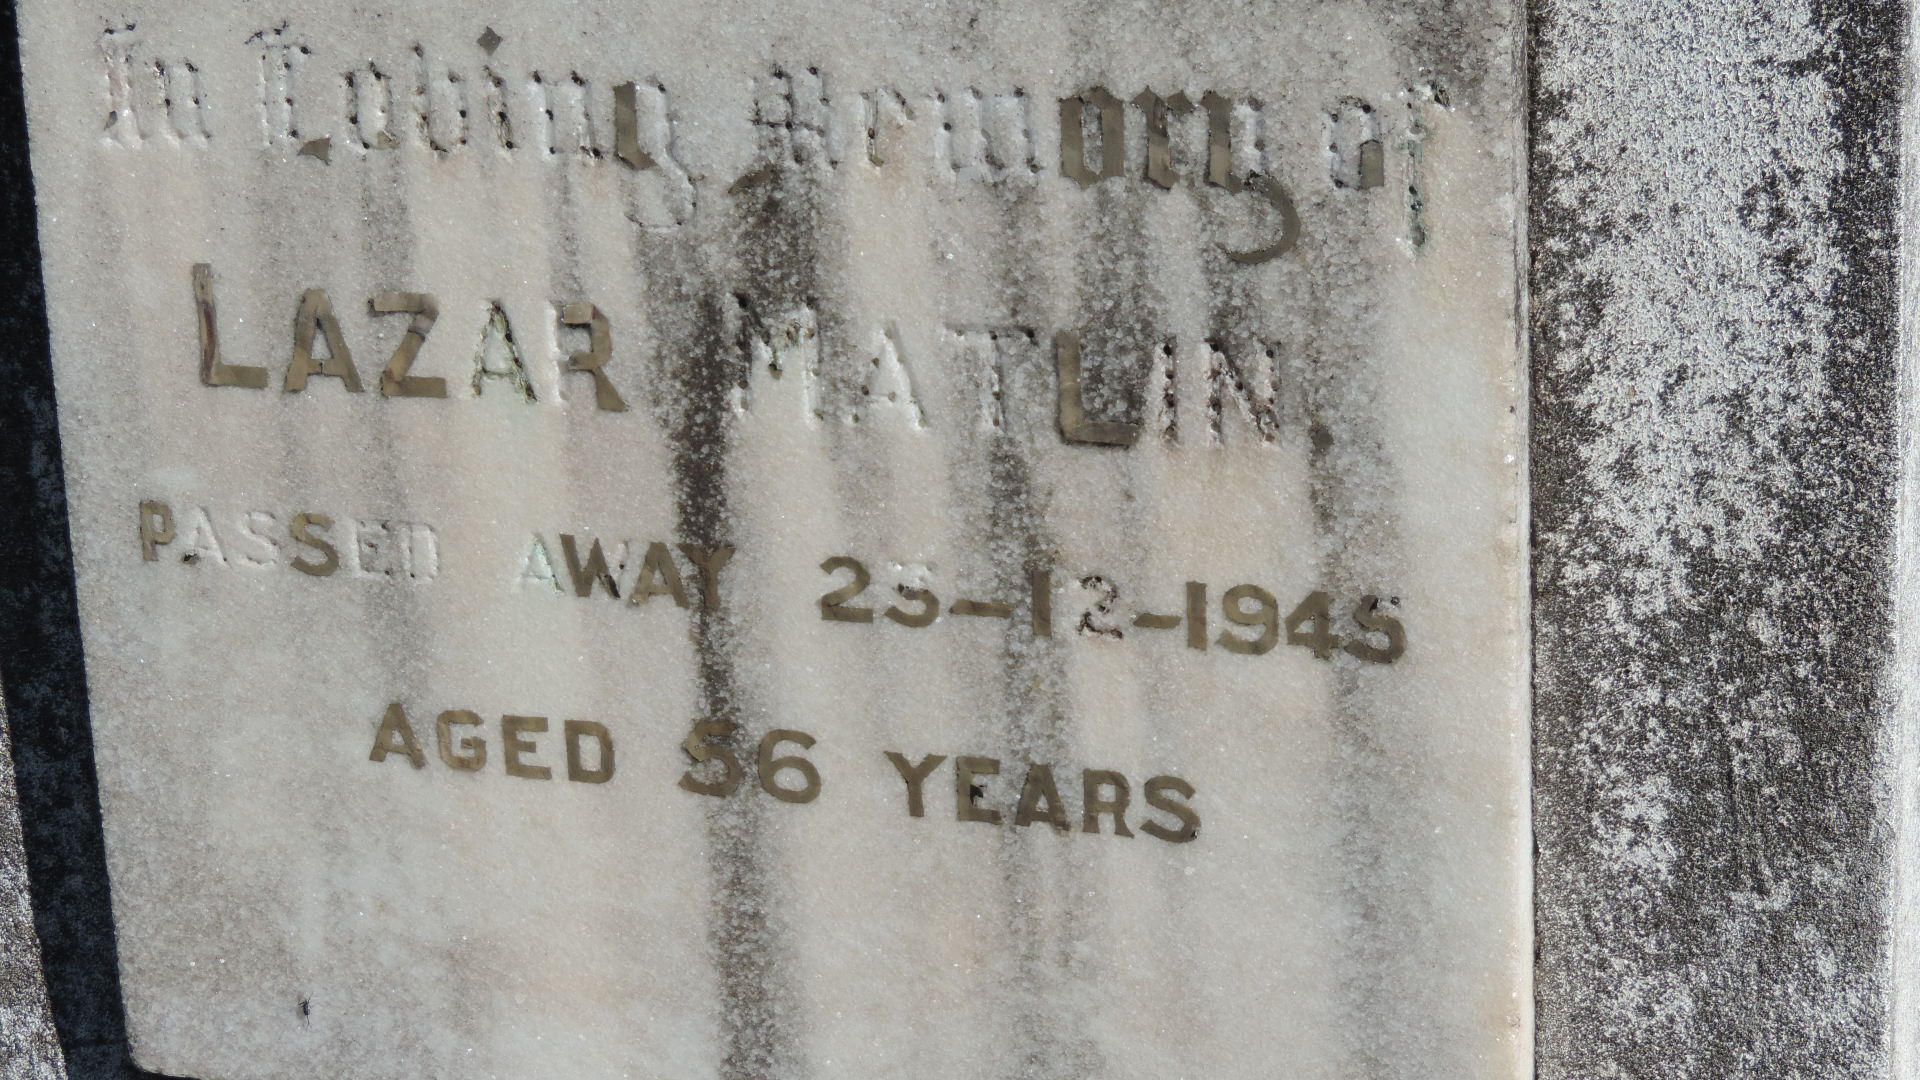 In Loving Memory of
LAZAR MATLIN.
PASSED AWAY 25-12-1945
AGED 56 YEARS